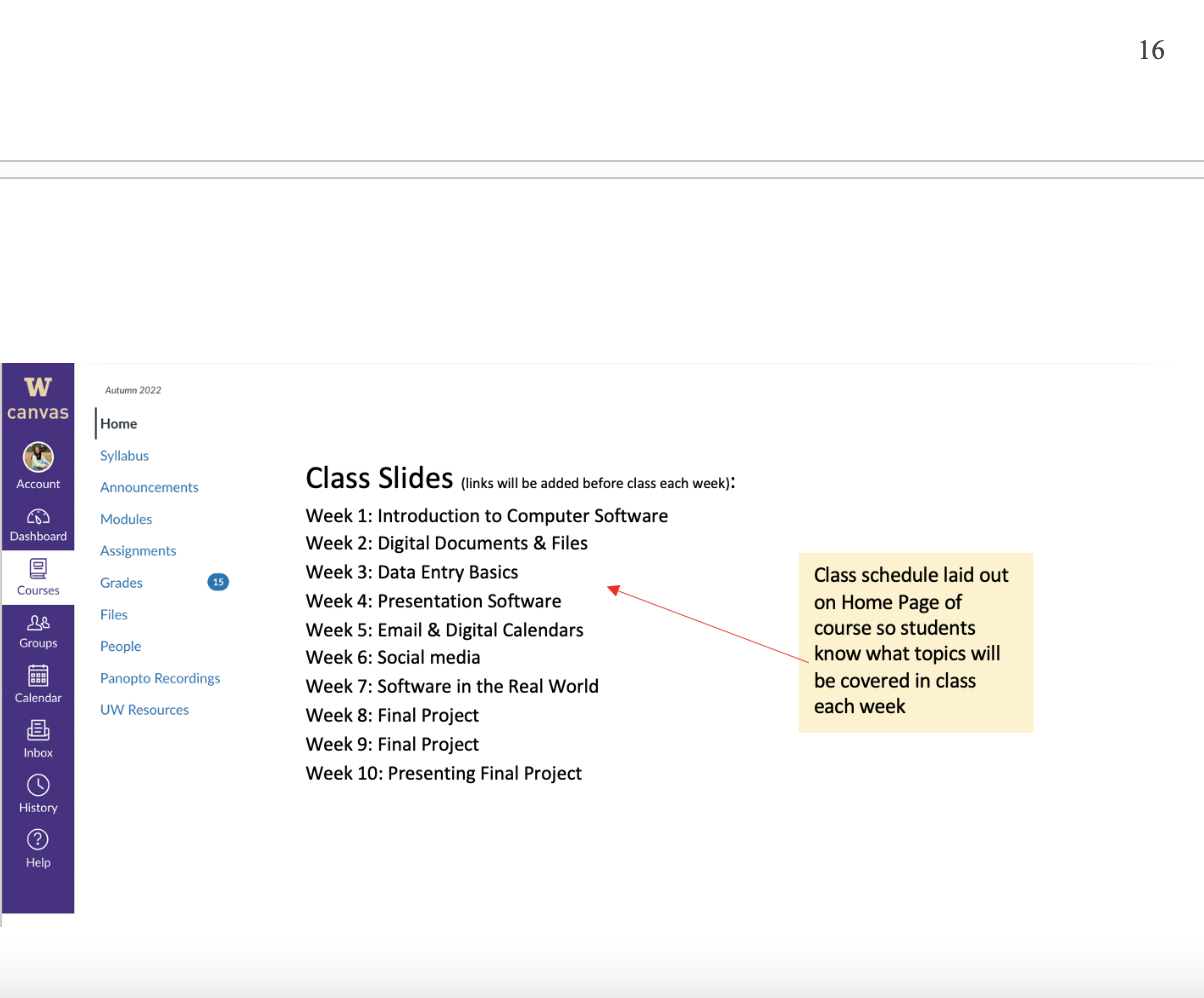 16
W
canvas
Account
Dashboard
Courses
Groups
Calendar
Inbox
History
Help
Autumn 2022
Home
Syllabus
Announcements
Modules
Assignments
Grades 15
Files
People
Panopto Recordings
UW Resources
Class Slides (links will be added before class each week):
Week 1: Introduction to Computer Software
Week 2: Digital Documents & Files
Week 3: Data Entry Basics
Week 4: Presentation Software
Week 5: Email & Digital Calendars
Week 6: Social media
Week 7: Software in the Real World
Week 8: Final Project
Week 9: Final Project
Week 10: Presenting Final Project
Class schedule laid out
on Home Page of
course so students
know what topics will
be covered in class
each week